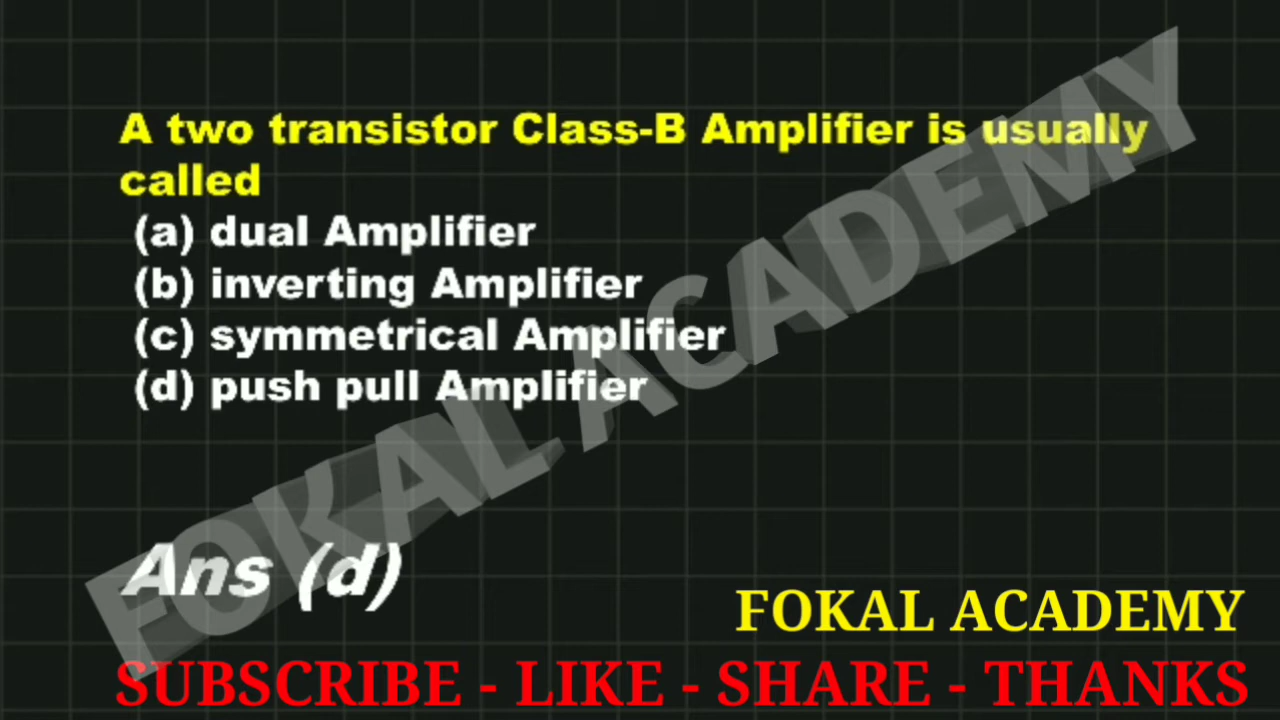 A two transistor Class-B Amplifier is usually
called
(a) dual Amplifier
(b) inverting Amplifier
(c) symmetrical Amplifier
(d) push pull Amplifier
FOKAL ACADEMY
Ans (d)
FOKAL ACADEMY
SUBSCRIBE - LIKE - SHARE - THANKS